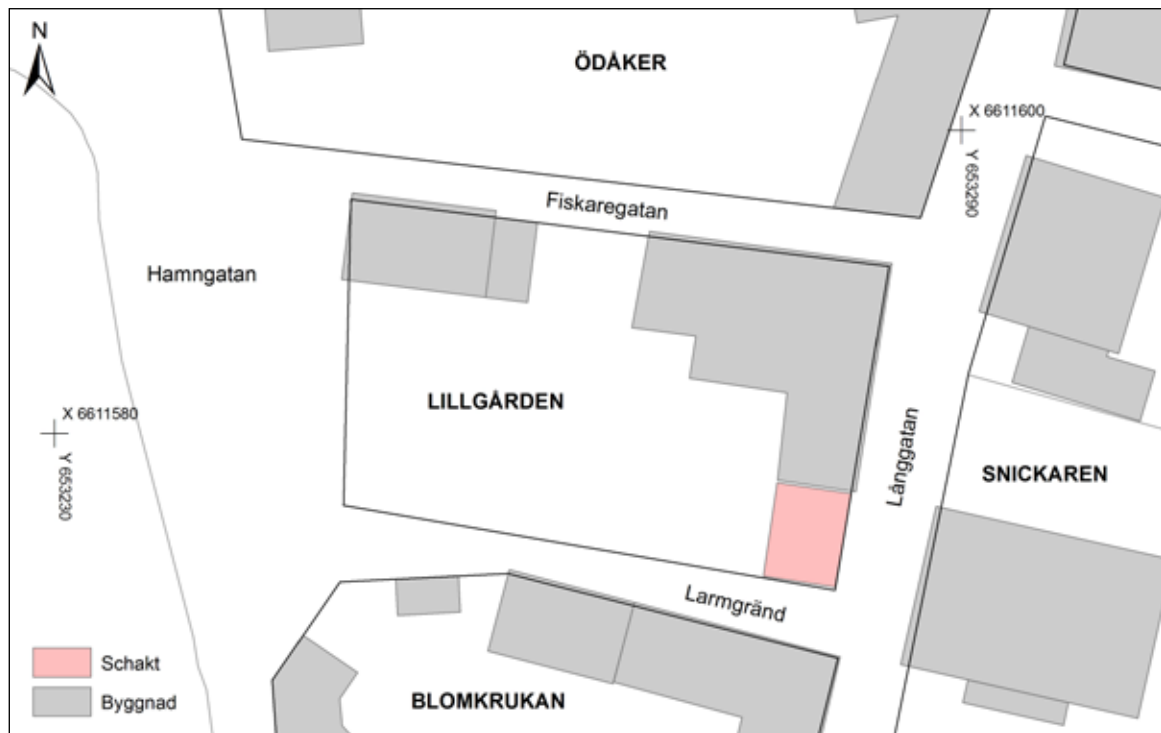 N
ÖDÅKER
X 6611600
Y 653290
Fiskaregatan
Hamngatan
LILLGÅRDEN
X 6611580
Y 653230
Långgatan
SNICKAREN
Larmgränd
Schakt
Byggnad
BLOMKRUKAN